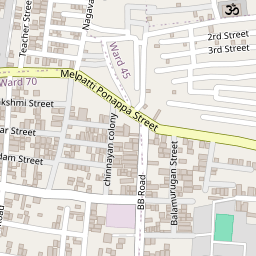 Teacher Street
Nagava
ॐ
2nd Street
3rd Street
Ward 45
Ward 70
Melpatti Ponappa Street
akshmi Street
ar Street
dam Street
chinnayan colony
BB Road
Balamurugan Street
Road